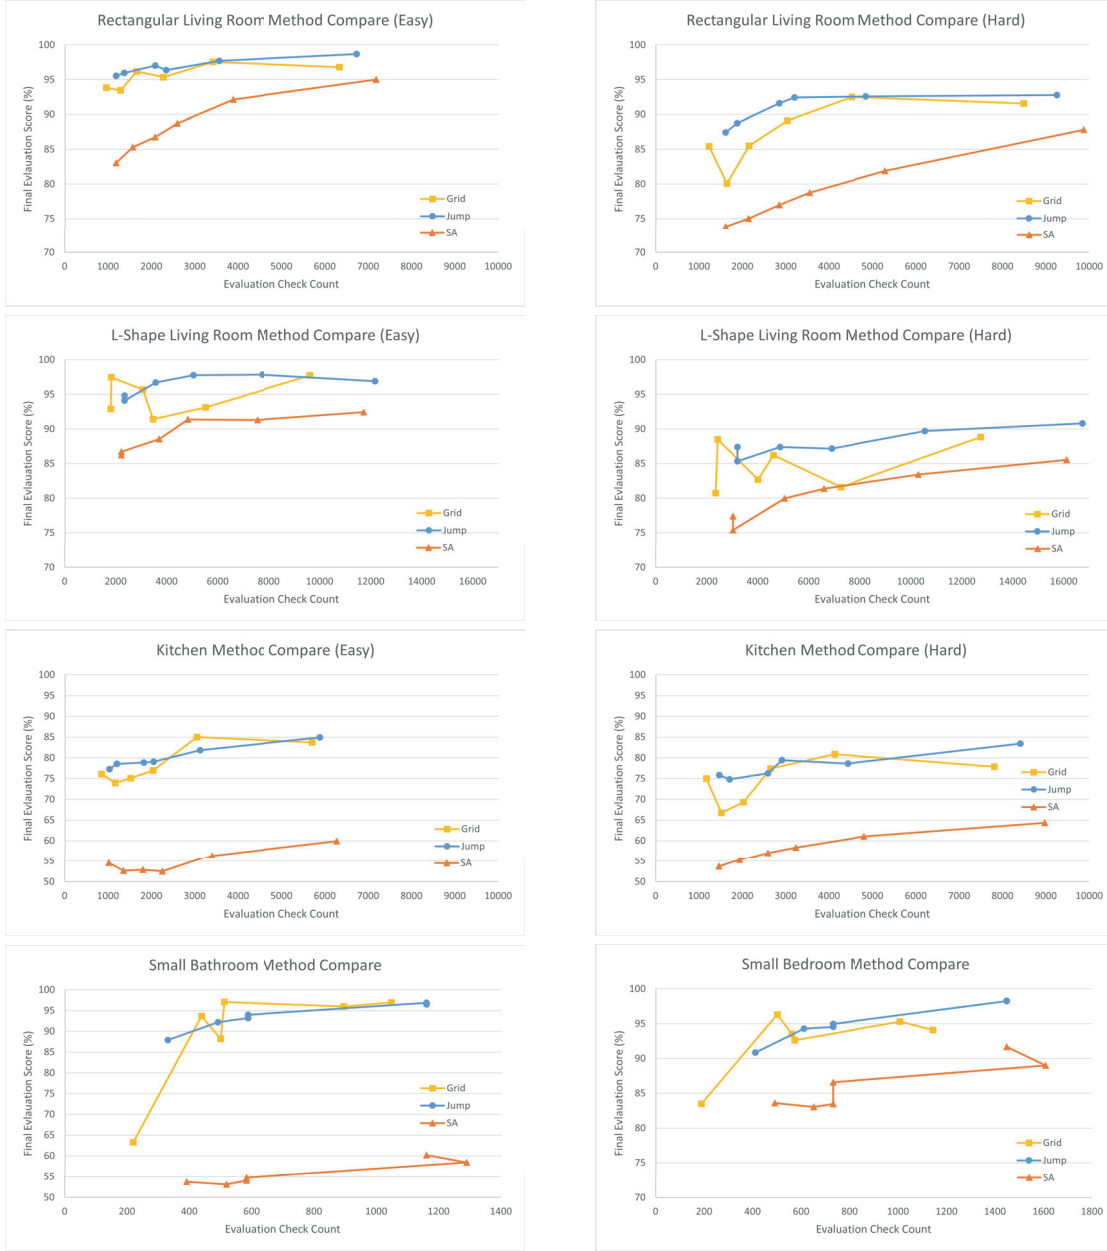 Rectangular Living Room Method Compare (Easy)
Final Evlauation Score (%)
100
95
90
85
80
75
70
0 1000 2000 3000 4000 5000 6000 7000 8000 9000 10000
Evaluation Check Count
Grid
Jump
SA
Rectangular Living Room Method Compare (Hard)
Final Evlauation Score (%)
100
95
90
85
80
75
70
0 1000 2000 3000 4000 5000 6000 7000 8000 9000 10000
Evaluation Check Count
Grid
Jump
SA
L-Shape Living Room Method Compare (Easy)
Final Evlauation Score (%)
100
95
90
85
80
75
70
0 2000 4000 6000 8000 10000 12000 14000 16000
Evaluation Check Count
Grid
Jump
SA
L-Shape Living Room Method Compare (Hard)
Final Evlauation Score (%)
100
95
90
85
80
75
70
0 2000 4000 6000 8000 10000 12000 14000 16000
Evaluation Check Count
Grid
Jump
SA
Kitchen Method Compare (Easy)
Final Evlauation Score (%)
100
95
90
85
80
75
70
65
60
55
50
0 1000 2000 3000 4000 5000 6000 7000 8000 9000 10000
Evaluation Check Count
Grid
Jump
SA
Kitchen Method Compare (Hard)
Final Evlauation Score (%)
100
95
90
85
80
75
70
65
60
55
50
0 1000 2000 3000 4000 5000 6000 7000 8000 9000 10000
Evaluation Check Count
Grid
Jump
SA
Small Bathroom Method Compare
Final Evlauation Score (%)
100
95
90
85
80
75
70
65
60
55
50
0 200 400 600 800 1000 1200 1400
Evaluation Check Count
Grid
Jump
SA
Small Bedroom Method Compare
Final Evlauation Score (%)
100
95
90
85
80
75
70
0 200 400 600 800 1000 1200 1400 1600 1800
Evaluation Check Count
Grid
Jump
SA